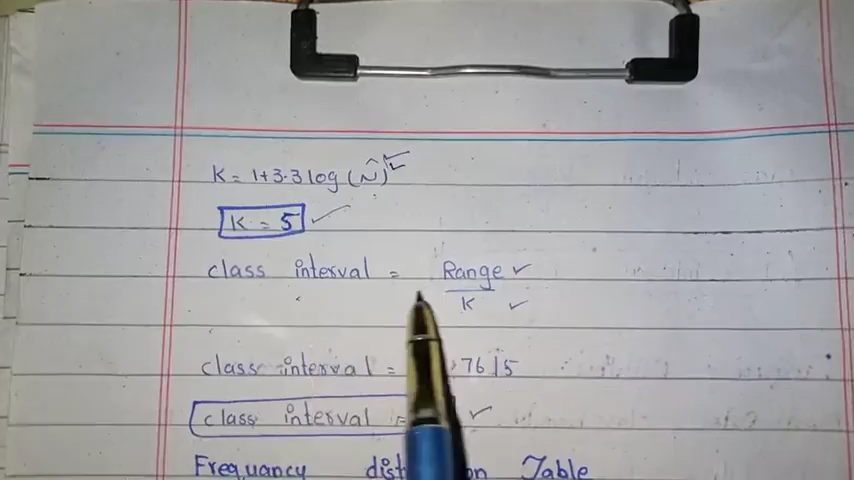 K = 1+3.3 log (N)
K = 5
class interval = Range
K
class interval = 76/5
class interval =
Frequancy Table